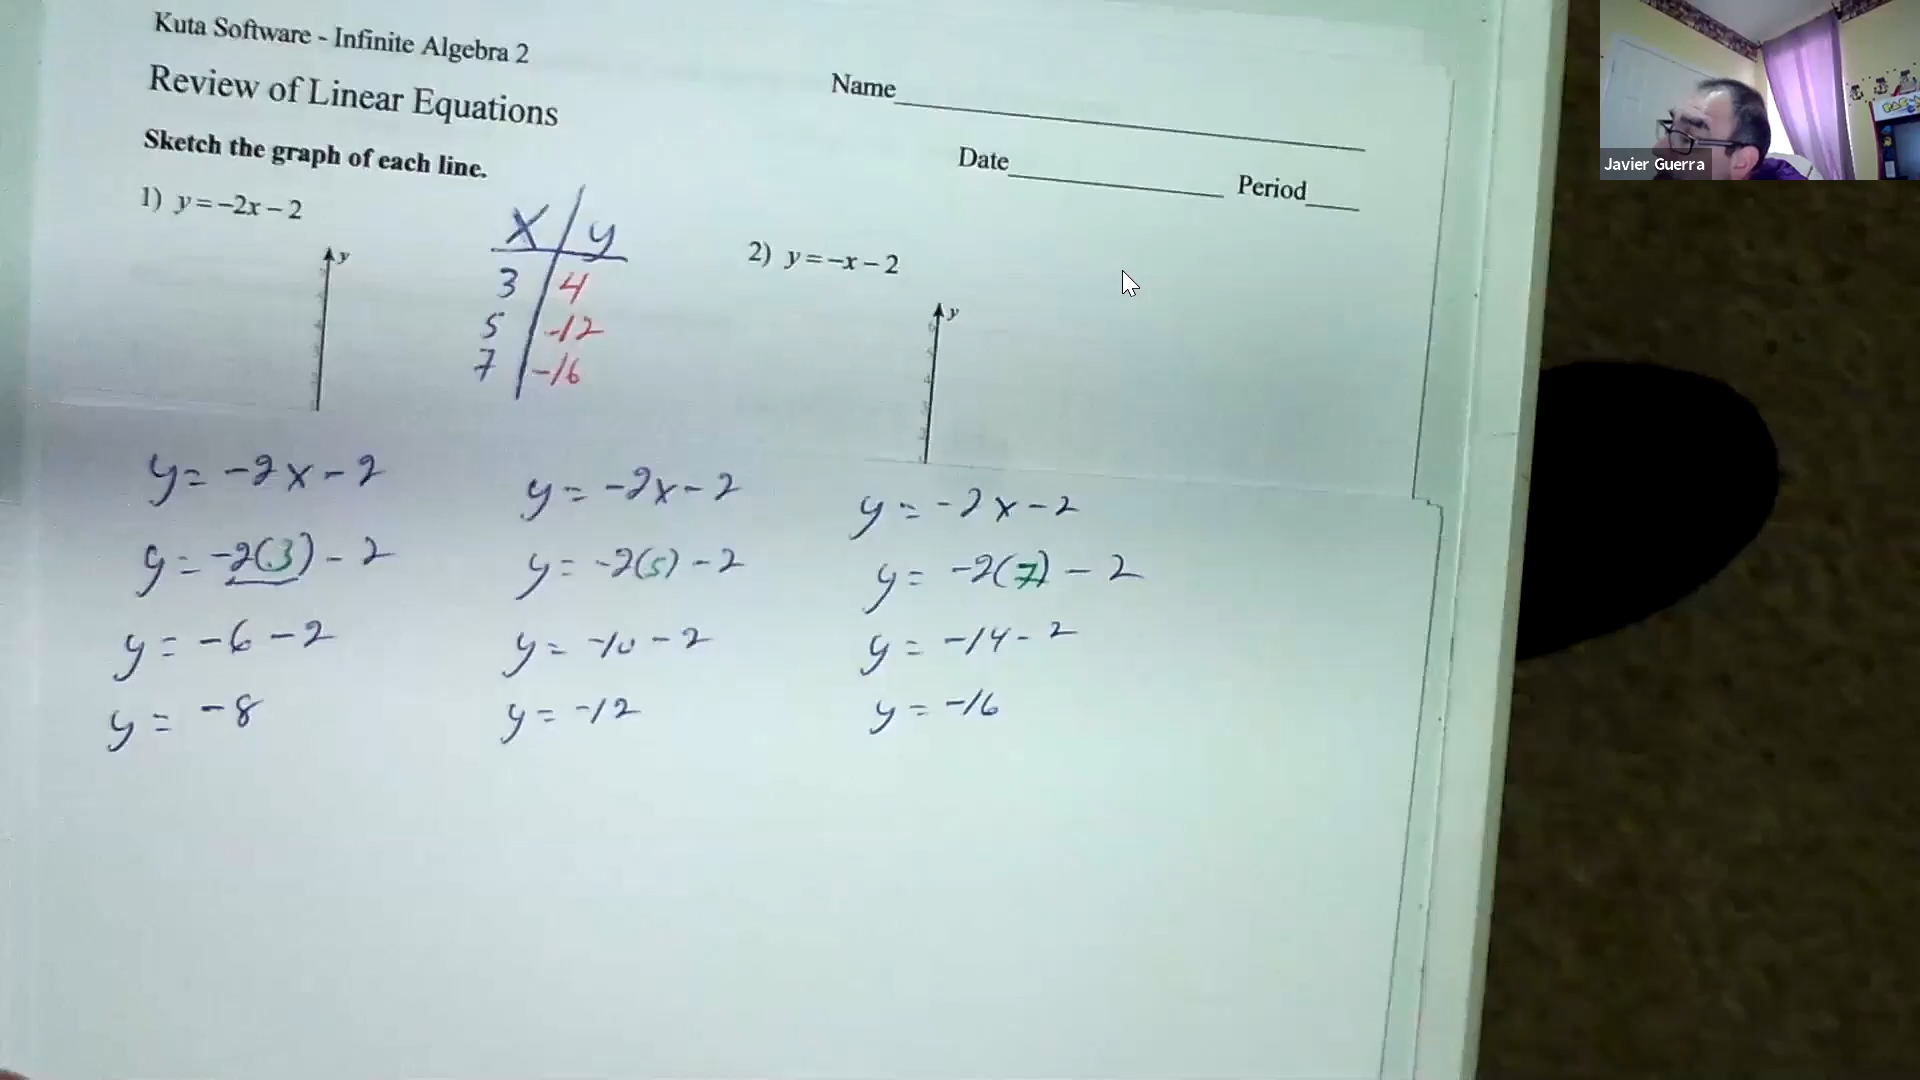 Kuta Software - Infinite Algebra 2
Review of Linear Equations
Name
Date
Period
Sketch the graph of each line.
1) y = −2x − 2
2) y = −x − 2
y
y
x y
3 4
5 -12
7 -16
y = -2x - 2
y = -2(3) - 2
y = -6 - 2
y = -8
y = -2x - 2
y = -2(5) - 2
y = -10 - 2
y = -12
y = -2x - 2
y = -2(7) - 2
y = -14 - 2
y = -16
Javier Guerra